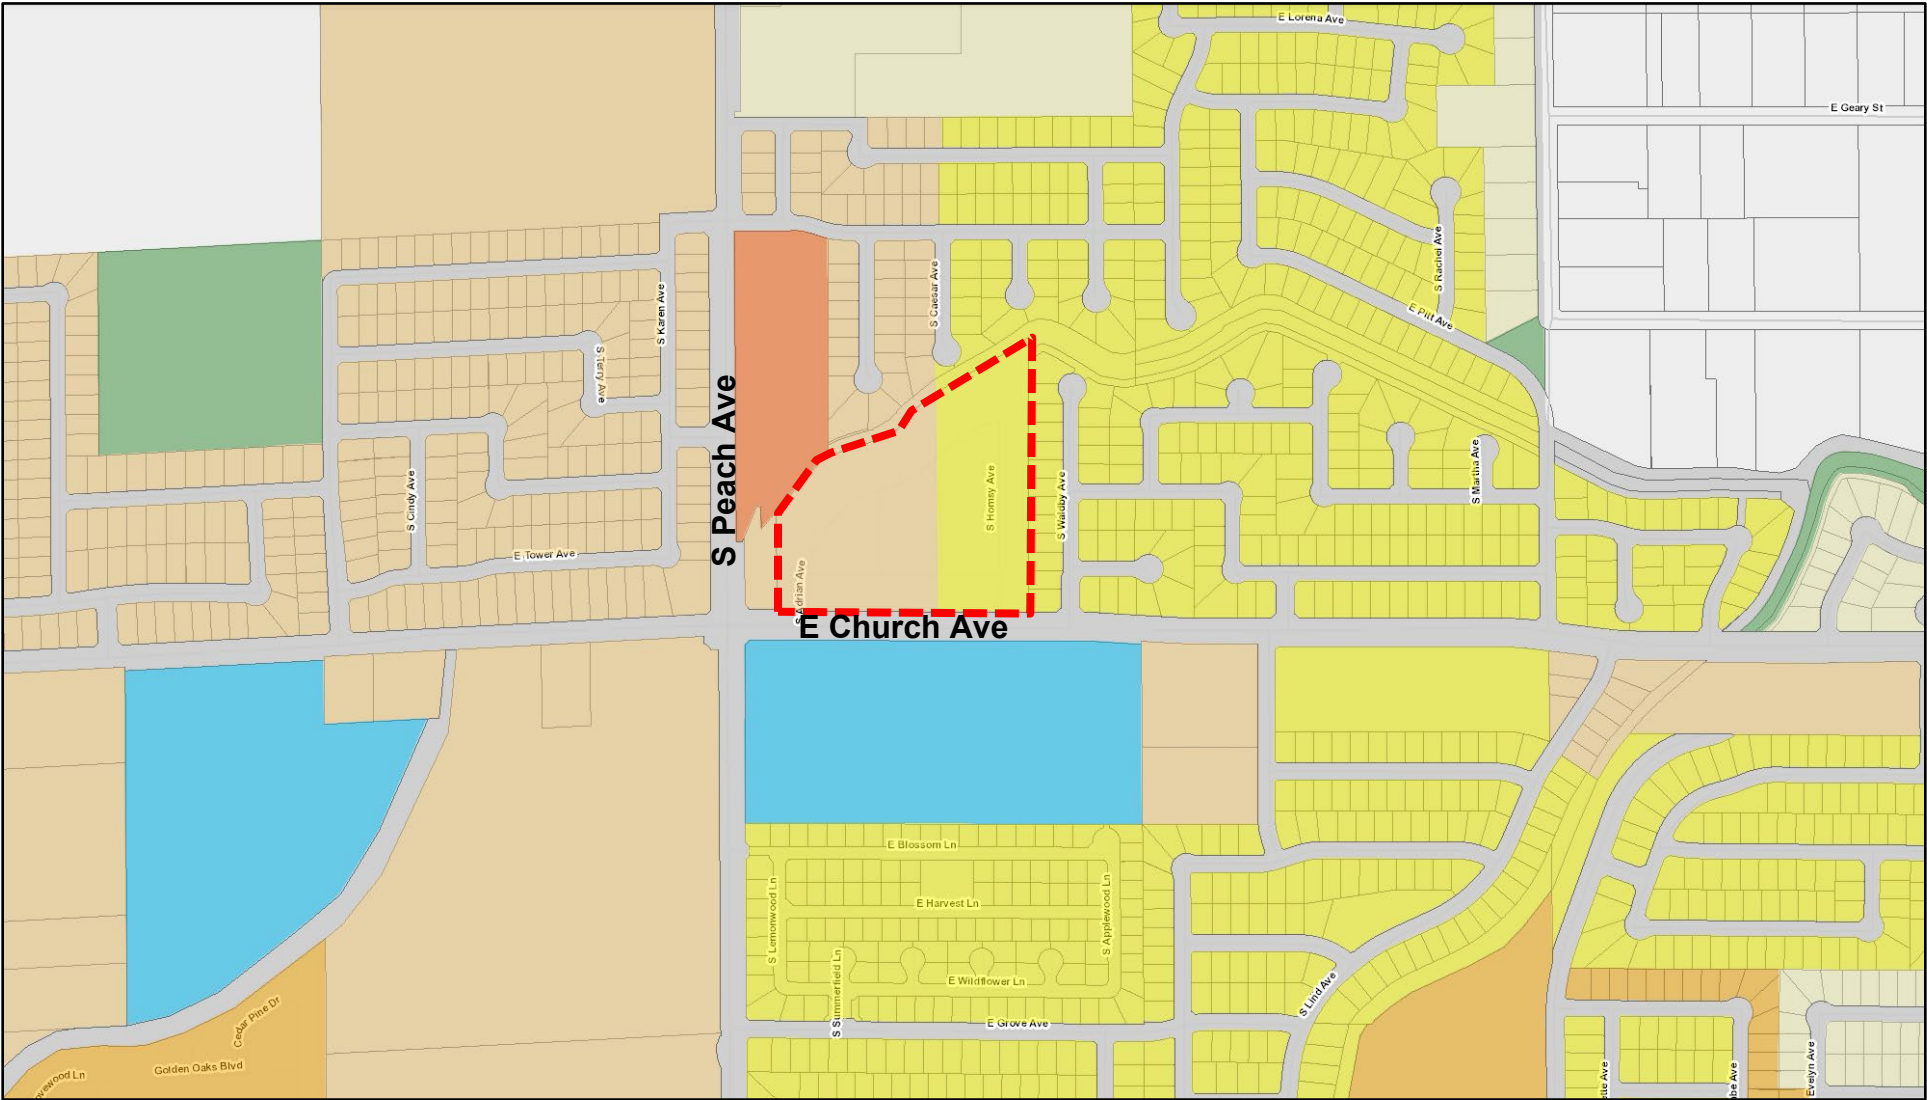 E Lorena Ave
E Geary St
S Rachel Ave
S Caesar Ave
S Karen Ave
E Pitt Ave
S Terry Ave
S Peach Ave
S Cindy Ave
S Homsy Ave
S Waldby Ave
S Martha Ave
E Tower Ave
S Adrian Ave
E Church Ave
E Blossom Ln
S Lemonwood Ln
E Harvest Ln
S Applewood Ln
S Summerfield Ln
E Wildflower Ln
S Lind Ave
Cedar Pine Dr
E Grove Ave
Golden Oaks Blvd
Evelyn Ave